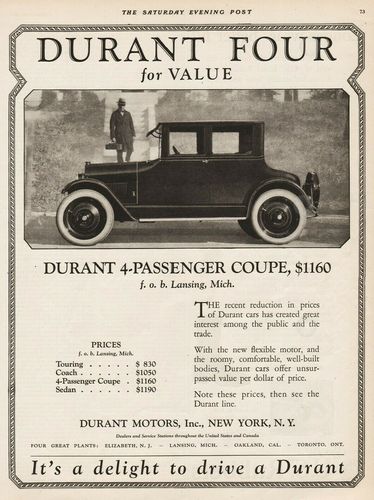 THE SATURDAY EVENING POST
73
DURANT FOUR
for VALUE
DURANT 4-PASSENGER COUPE, $1160
f. o. b. Lansing, Mich.
THE recent reduction in prices
of Durant cars has created great
interest among the public and the
trade.
PRICES
f. o. b. Lansing, Mich.
Touring . . . . . $ 830
Coach . . . . . $1050
4-Passenger Coupe . $1160
Sedan . . . . . $1190
With the new flexible motor, and
the roomy, comfortable, well-built
bodies, Durant cars offer unsur-
passed value per dollar of price.
Note these prices, then see the
Durant line.
DURANT MOTORS, Inc., NEW YORK, N. Y.
Dealers and Service Stations throughout the United States and Canada
FOUR GREAT PLANTS: ELIZABETH, N. J. — LANSING, MICH. — OAKLAND, CAL. — TORONTO, ONT.
It's a delight to drive a Durant